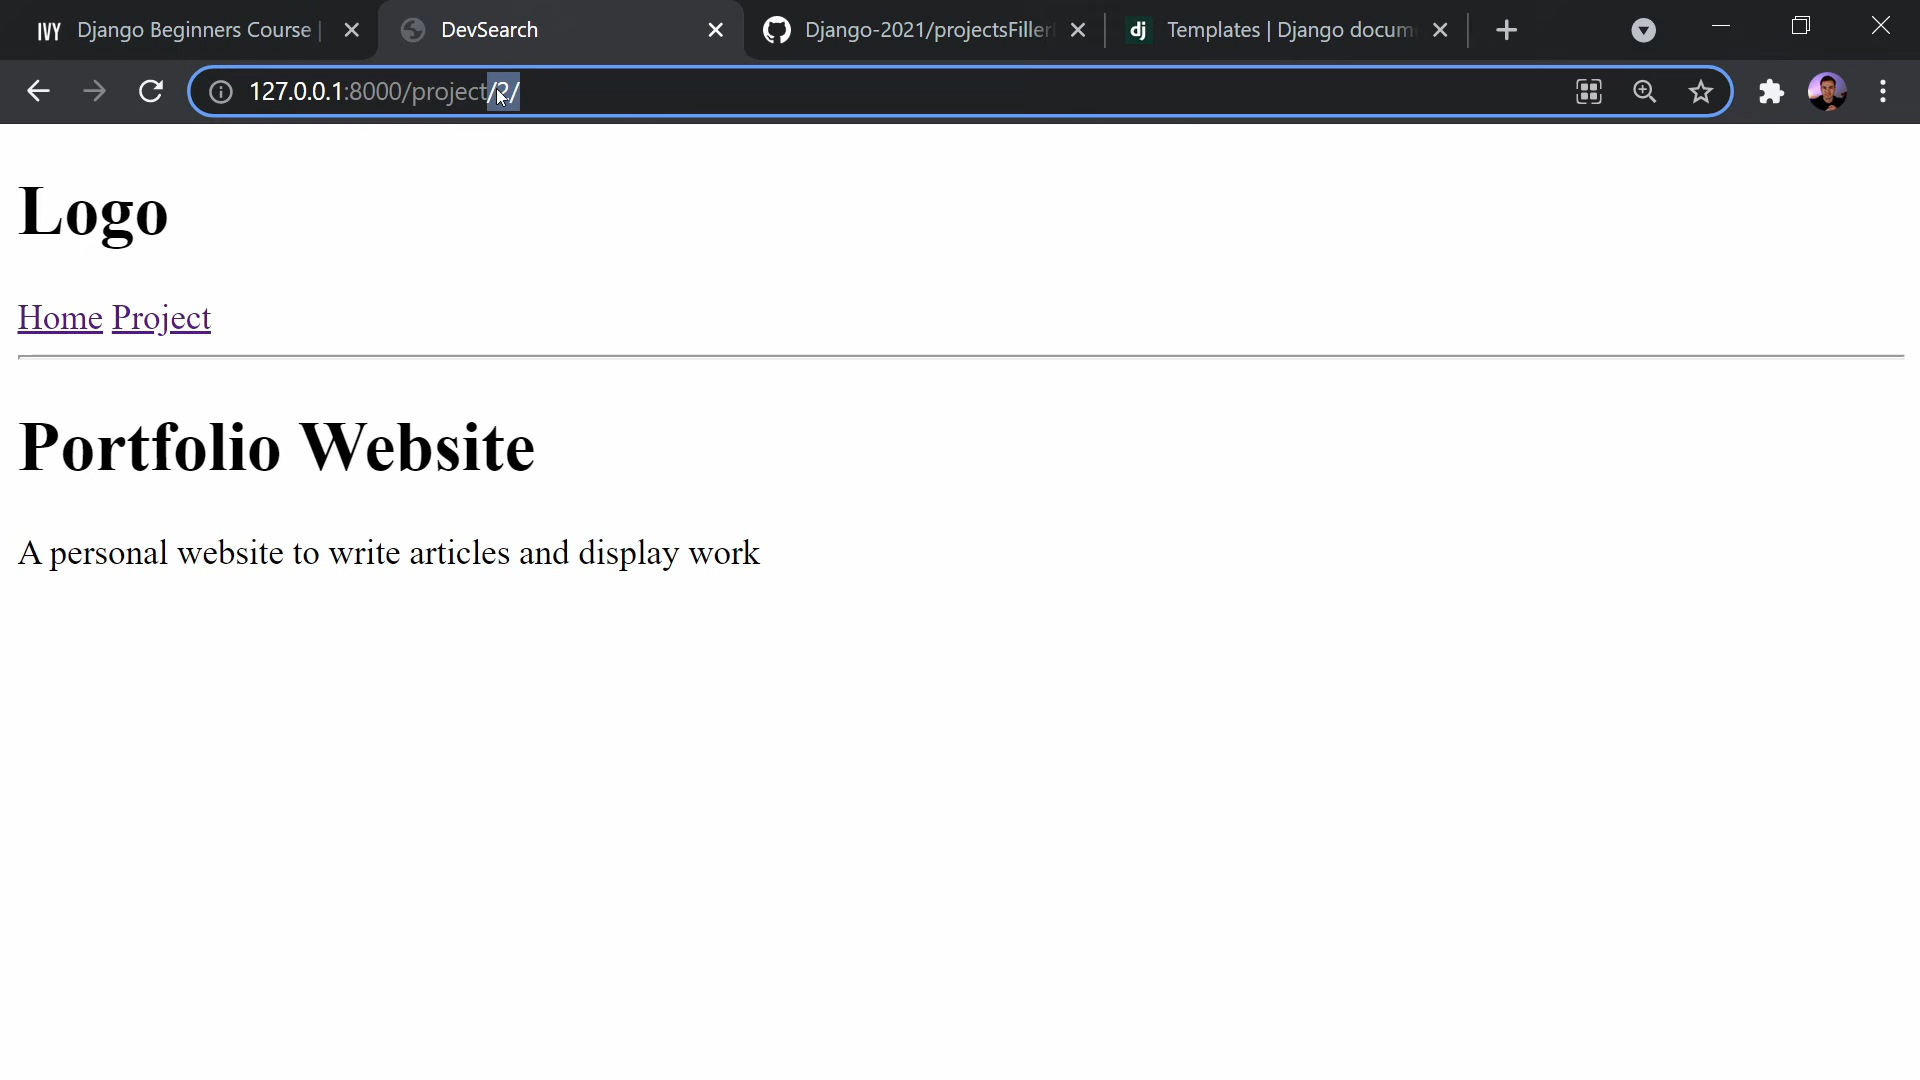 IVY Django Beginners Course | DevSearch Django-2021/projectsFiller dj Templates | Django docum
127.0.0.1:8000/project/2/
Logo
Home Project
Portfolio Website
A personal website to write articles and display work